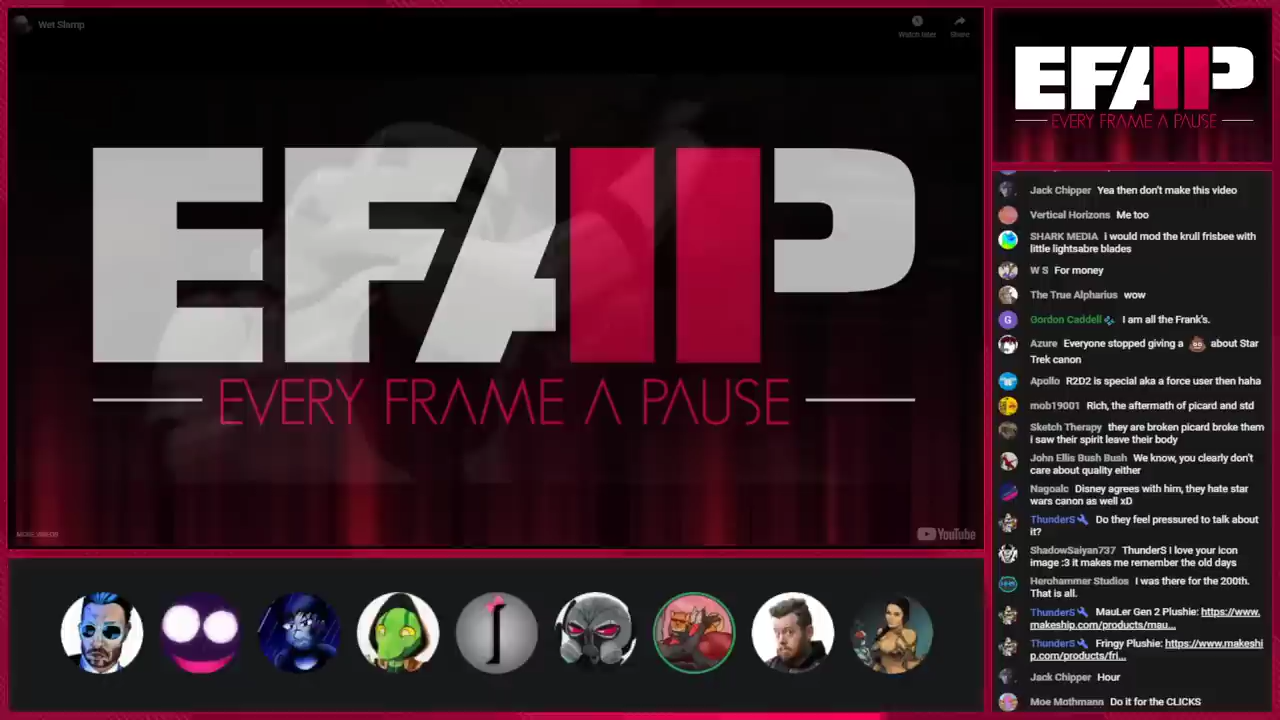 Wet Slamp
Watch later
Share
EFAP
EVERY FRAME A PAUSE
MORE VIDEOS
YouTube
EFAP
EVERY FRAME A PAUSE
Jack Chipper Yea then don't make this video
Vertical Horizons Me too
SHARK MEDIA i would mod the krull frisbee with
little lightsabre blades
W S For money
The True Alpharius wow
G
Gordon Caddell I am all the Frank's.
Azure Everyone stopped giving a 💩 about Star
Trek canon
Apollo R2D2 is special aka a force user then haha
mob19001 Rich, the aftermath of picard and std
Sketch Therapy they are broken picard broke them
i saw their spirit leave their body
John Ellis Bush Bush We know, you clearly don't
care about quality either
Nagoalc Disney agrees with him, they hate star
wars canon as well xD
ThunderS Do they feel pressured to talk about
it?
ShadowSaiyan737 ThunderS I love your icon
image :3 it makes me remember the old days
Herohammer Studios I was there for the 200th.
That is all.
ThunderS MauLer Gen 2 Plushie: https://www.
makeship.com/products/mau...
ThunderS Fringy Plushie: https://www.makeshi
p.com/products/fri...
Jack Chipper Hour
Moe Mothmann Do it for the CLICKS